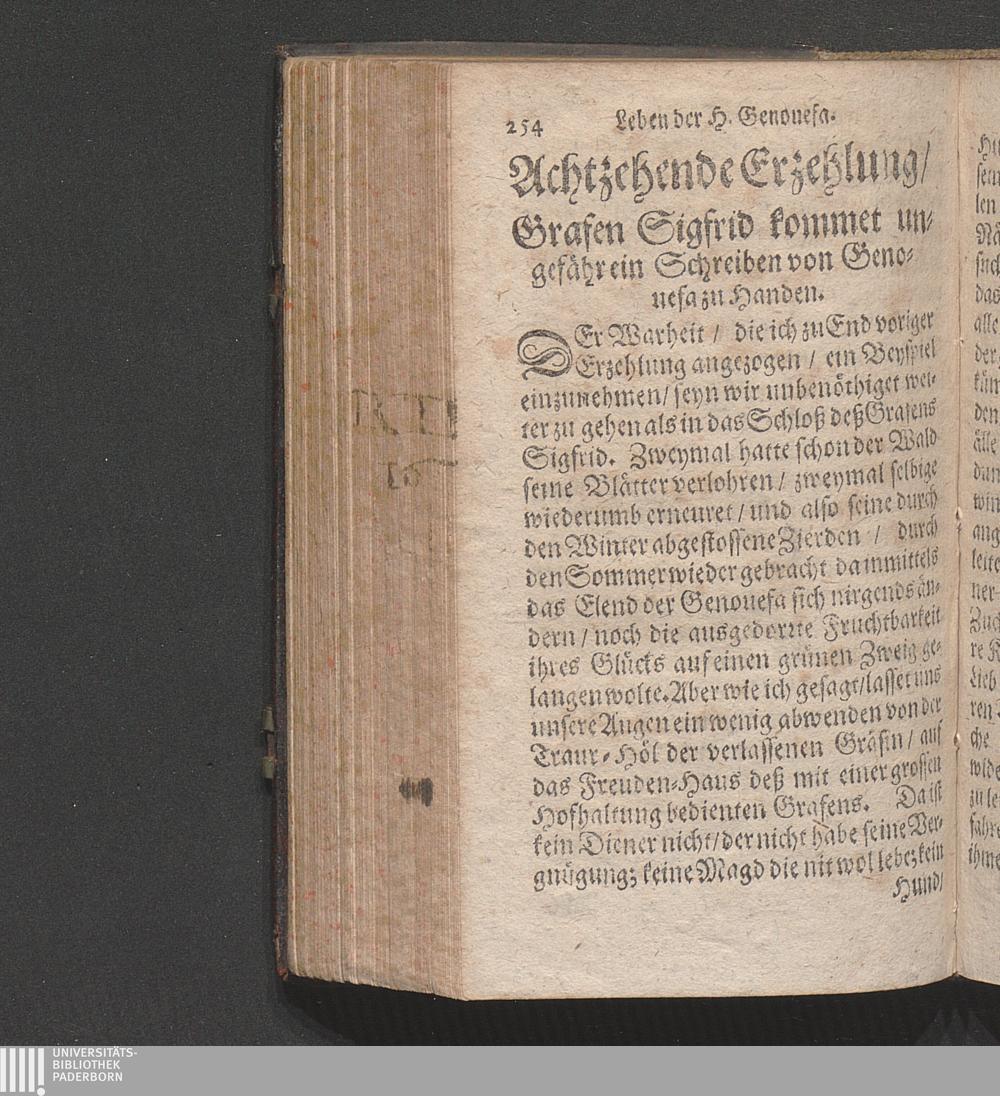 254 Leben der H. Genouefa.
Achtzehende Erzehlung/
Grafen Sigfrid kommet un-
gefähr ein Schreiben von Geno-
uefa zu Handen.
DEr Warheit / die ich zu End voriger
Erzehlung angezogen / ein Beyspiel
einzunehmen / seyn wir unbenöthiget wei-
ter zu gehen als in das Schloß deß Grafens
Sigfrid. Zweymal hatte schon der Wald
seine Blätter verlohren / zweymal selbige
wiederumb erneuret / und also seine durch
den Winter abgestossene Zierden / durch
den Sommer wieder gebracht da inmittels
das Elend der Genouefa sich nirgends än-
dern / noch die ausgedorrte Fruchtbarkeit
ihres Glücks auf einen grünen Zweig ge-
langen wolte. Aber wie ich gesagt / lasset uns
unsere Augen ein wenig abwenden von der
Traur-Höl der verlassenen Gräfin / auf
das Freuden-Haus deß mit einer grossen
Hofhaltung bedienten Grafens. Da ist
kein Diener nicht / der nicht habe seine Ver-
gnügung; keine Magd die nit wol lebe; kein
Hund/
UNIVERSITÄTS-
BIBLIOTHEK
PADERBORN